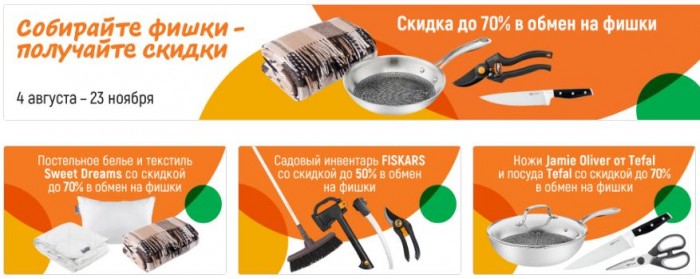 Собирайте фишки –
получайте скидки
4 августа – 23 ноября
Скидка до 70% в обмен на фишки
Постельное белье и текстиль
Sweet Dreams со скидкой
до 70% в обмен на фишки
Садовый инвентарь FISKARS
со скидкой до 50% в обмен
на фишки
Ножи Jamie Oliver от Tefal
и посуда Tefal со скидкой до 70%
в обмен на фишки